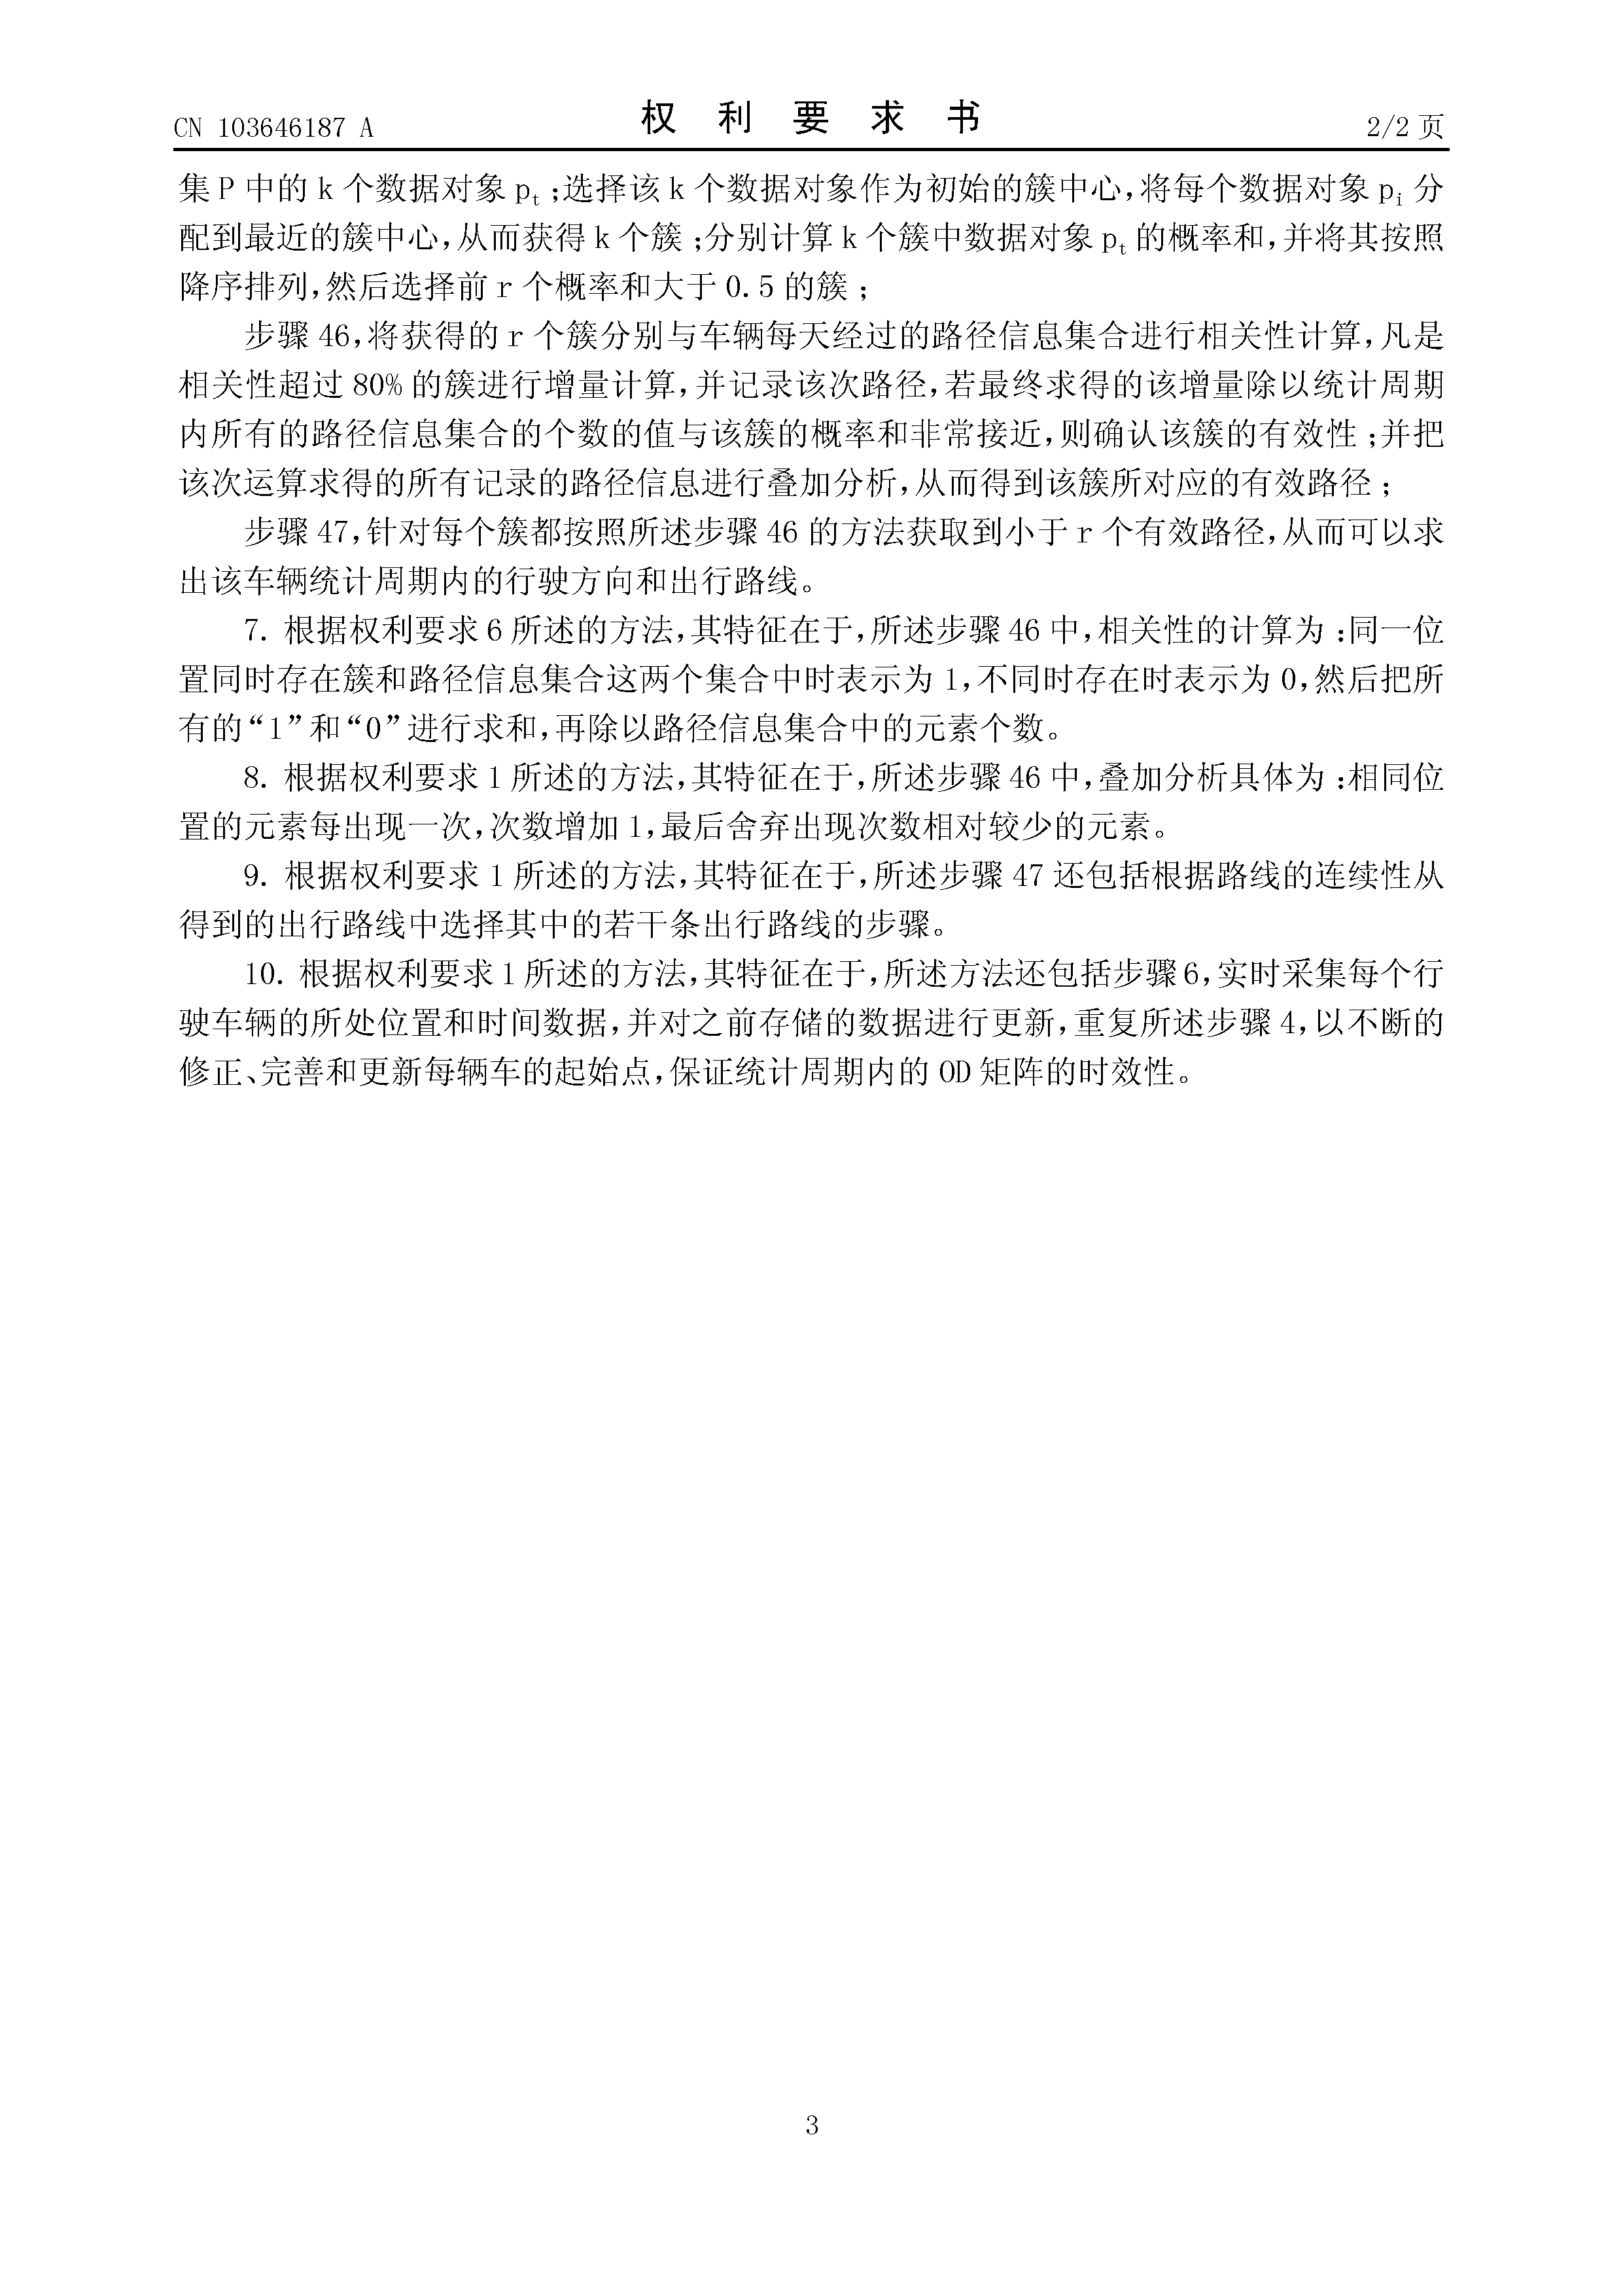 CN 103646187 A
权利要求书
2/2 页
集 P 中的 k 个数据对象 pt ;选择该 k 个数据对象作为初始的簇中心,将每个数据对象 pi 分
配到最近的簇中心,从而获得 k 个簇 ;分别计算 k 个簇中数据对象 pt 的概率和,并将其按照
降序排列,然后选择前 r 个概率和大于 0.5 的簇 ;
步骤 46,将获得的 r 个簇分别与车辆每天经过的路径信息集合进行相关性计算,凡是
相关性超过 80% 的簇进行增量计算,并记录该次路径,若最终求得的该增量除以统计周期
内所有的路径信息集合的个数的值与该簇的概率和非常接近,则确认该簇的有效性 ;并把
该次运算求得的所有记录的路径信息进行叠加分析,从而得到该簇所对应的有效路径 ;
步骤 47,针对每个簇都按照所述步骤 46 的方法获取到小于 r 个有效路径,从而可以求
出该车辆统计周期内的行驶方向和出行路线。
7. 根据权利要求 6 所述的方法,其特征在于,所述步骤 46 中,相关性的计算为 :同一位
置同时存在簇和路径信息集合这两个集合中时表示为 1,不同时存在时表示为 0,然后把所
有的“1”和“0”进行求和,再除以路径信息集合中的元素个数。
8. 根据权利要求 1 所述的方法,其特征在于,所述步骤 46 中,叠加分析具体为 :相同位
置的元素每出现一次,次数增加 1,最后舍弃出现次数相对较少的元素。
9. 根据权利要求 1 所述的方法,其特征在于,所述步骤 47 还包括根据路线的连续性从
得到的出行路线中选择其中的若干条出行路线的步骤。
10. 根据权利要求 1 所述的方法,其特征在于,所述方法还包括步骤 6,实时采集每个行
驶车辆的所处位置和时间数据,并对之前存储的数据进行更新,重复所述步骤 4,以不断的
修正、完善和更新每辆车的起始点,保证统计周期内的 OD 矩阵的时效性。
3